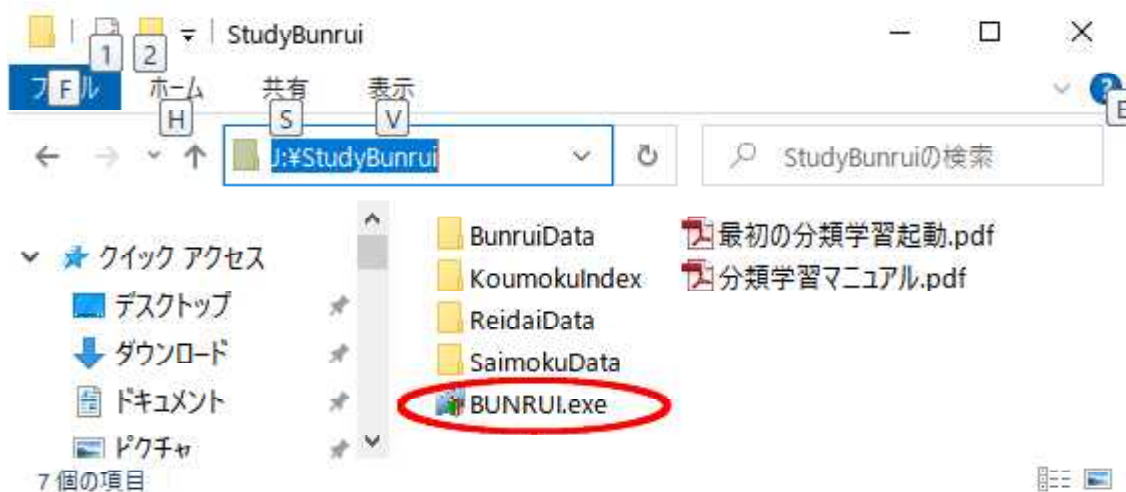 StudyBunrui
1 2
ファイル ホーム 共有 表示
F H S V E
J:¥StudyBunrui StudyBunruiの検索
クイック アクセス
デスクトップ
ダウンロード
ドキュメント
ピクチャ
BunruiData
KoumokuIndex
ReidaiData
SaimokuData
BUNRUI.exe
最初の分類学習起動.pdf
分類学習マニュアル.pdf
7 個の項目